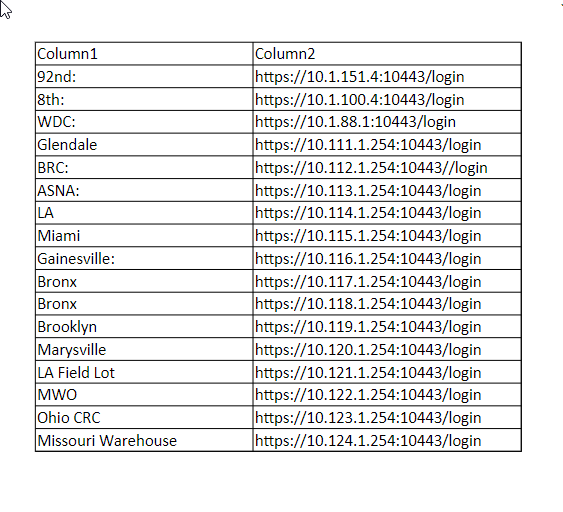 Column1 Column2
92nd: https://10.1.151.4:10443/login
8th: https://10.1.100.4:10443/login
WDC: https://10.1.88.1:10443/login
Glendale https://10.111.1.254:10443/login
BRC: https://10.112.1.254:10443//login
ASNA: https://10.113.1.254:10443/login
LA https://10.114.1.254:10443/login
Miami https://10.115.1.254:10443/login
Gainesville: https://10.116.1.254:10443/login
Bronx https://10.117.1.254:10443/login
Bronx https://10.118.1.254:10443/login
Brooklyn https://10.119.1.254:10443/login
Marysville https://10.120.1.254:10443/login
LA Field Lot https://10.121.1.254:10443/login
MWO https://10.122.1.254:10443/login
Ohio CRC https://10.123.1.254:10443/login
Missouri Warehouse https://10.124.1.254:10443/login